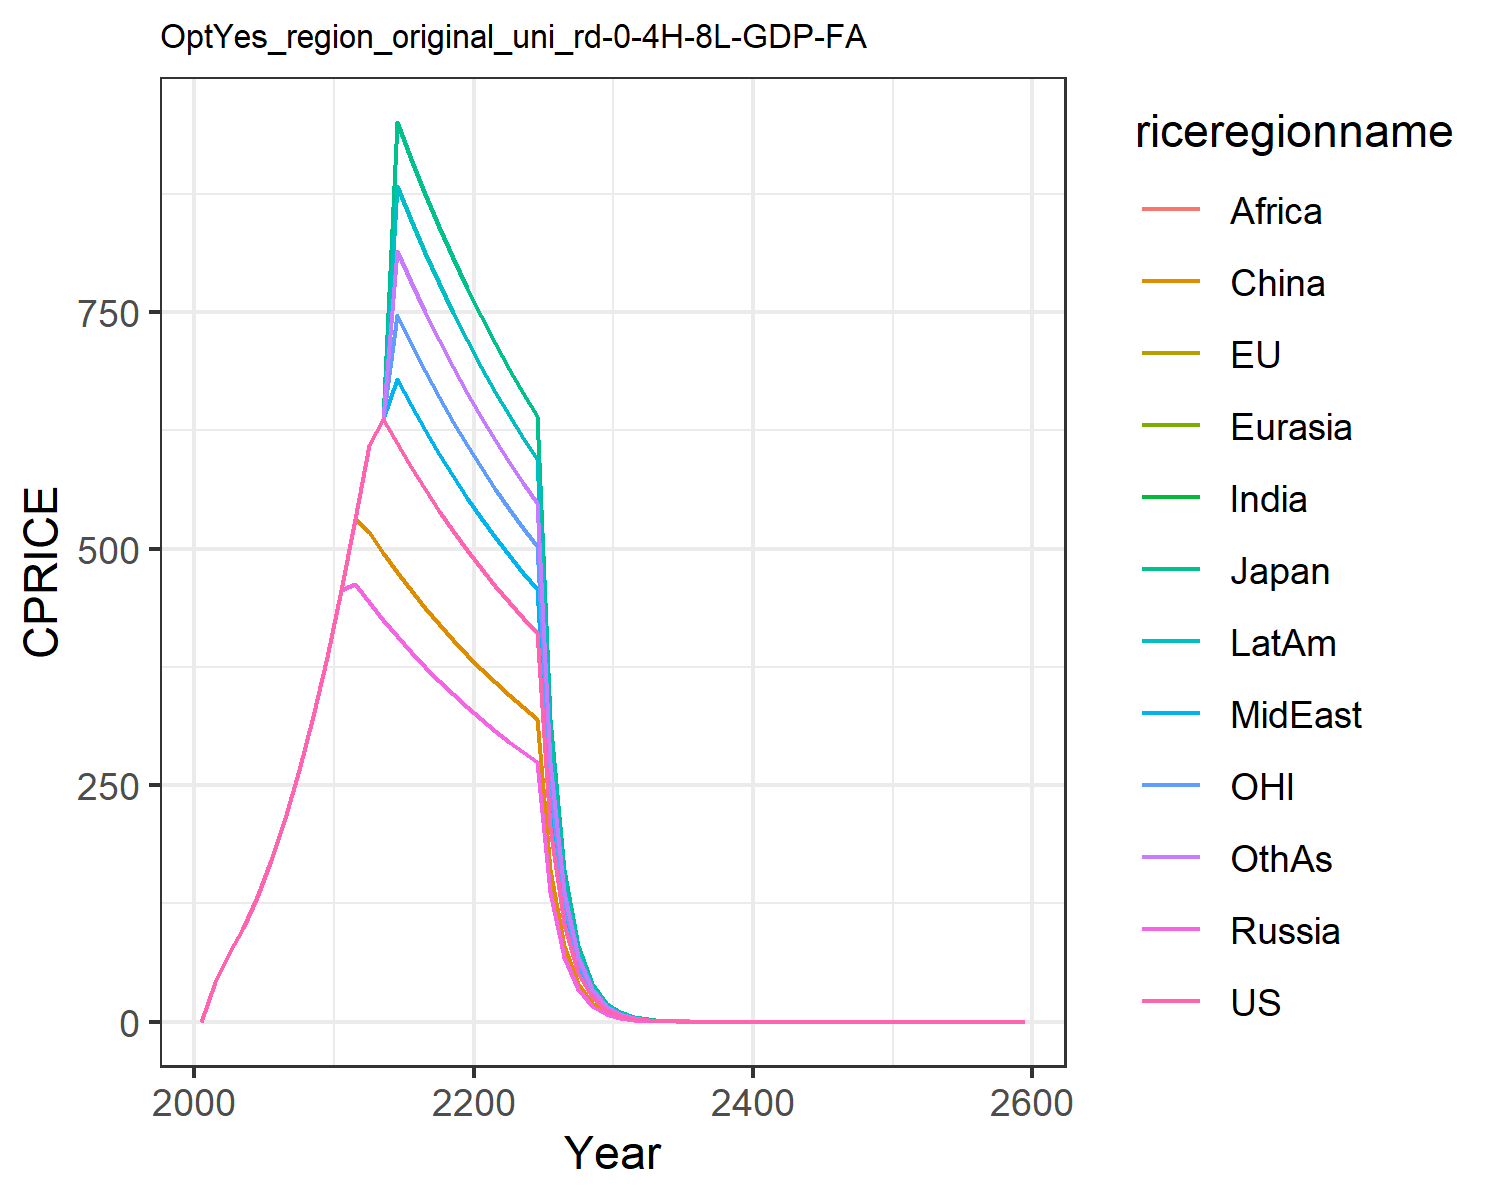 OptYes_region_original_uni_rd-0-4H-8L-GDP-FA
CPRICE
750
500
250
0
2000
2200
2400
2600
Year
riceregionname
Africa
China
EU
Eurasia
India
Japan
LatAm
MidEast
OHI
OthAs
Russia
US